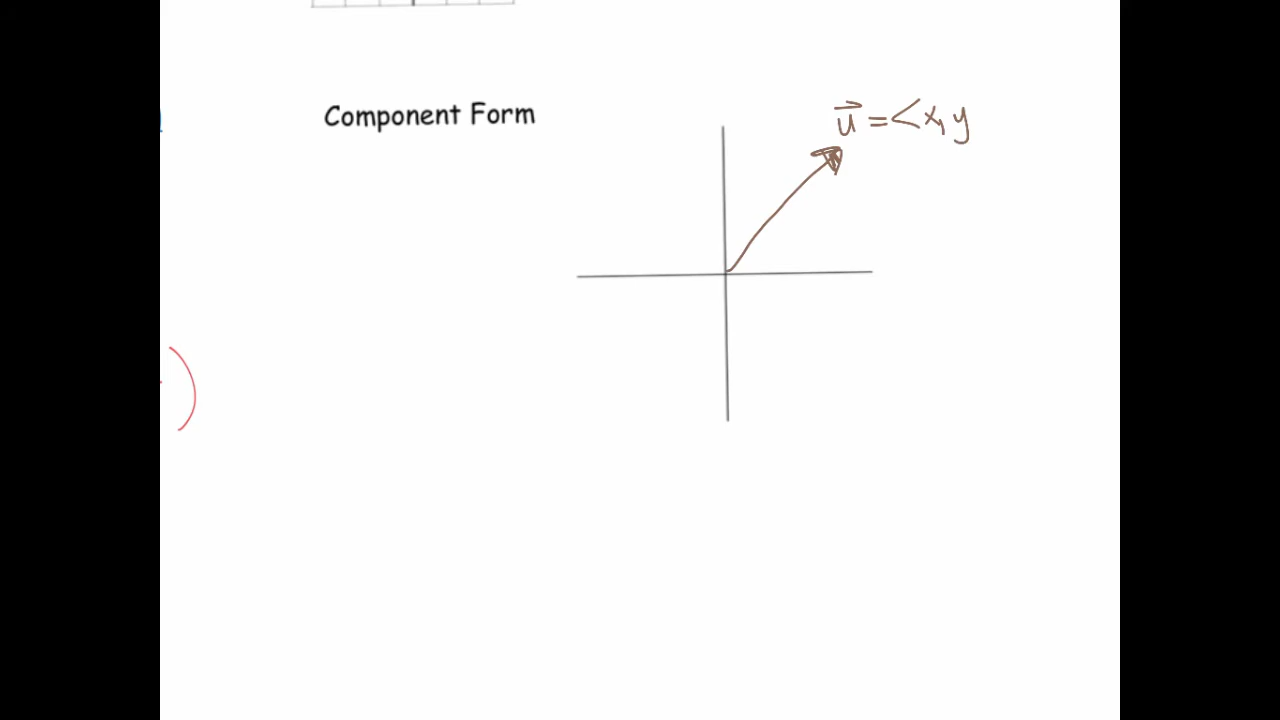 Component Form
u⃗ = <x, y
)